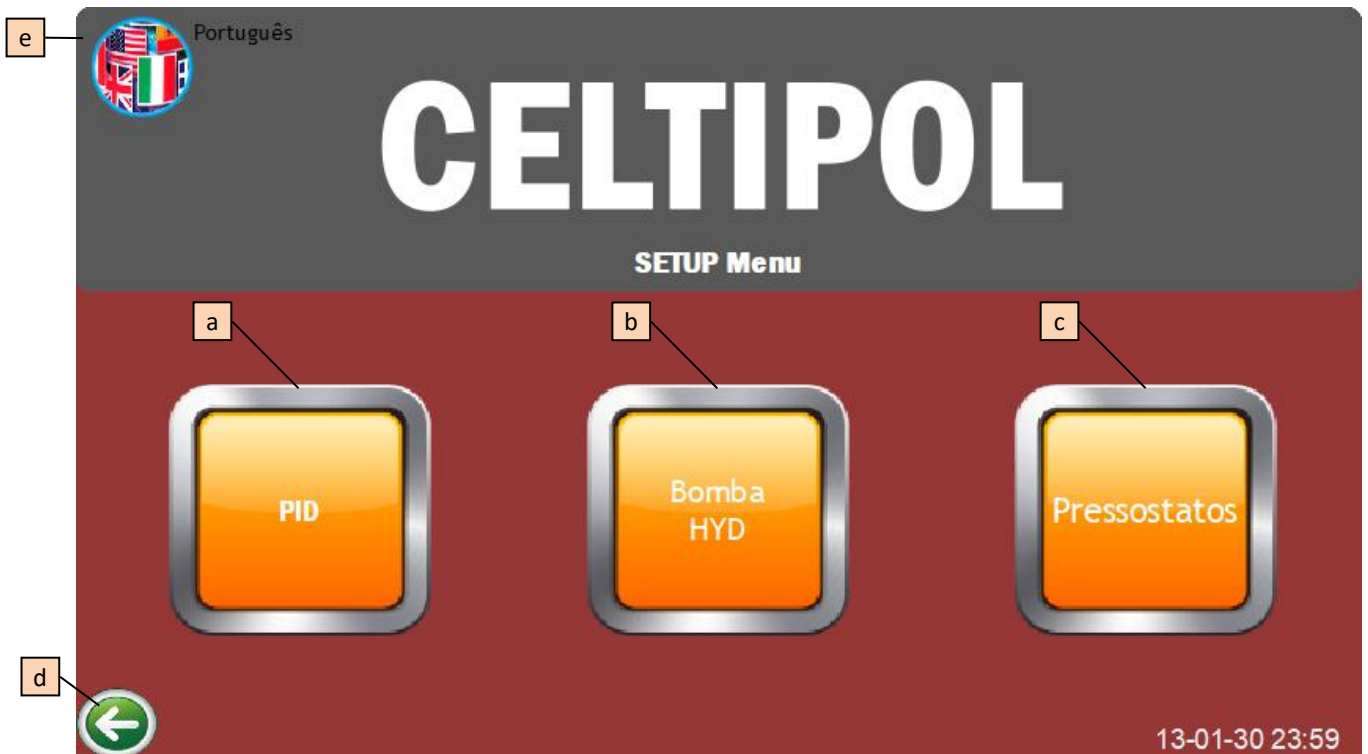 e
Português
CELTIPOL
SETUP Menu
a
b
c
PID
Bomba
HYD
Pressostatos
d
13-01-30 23:59